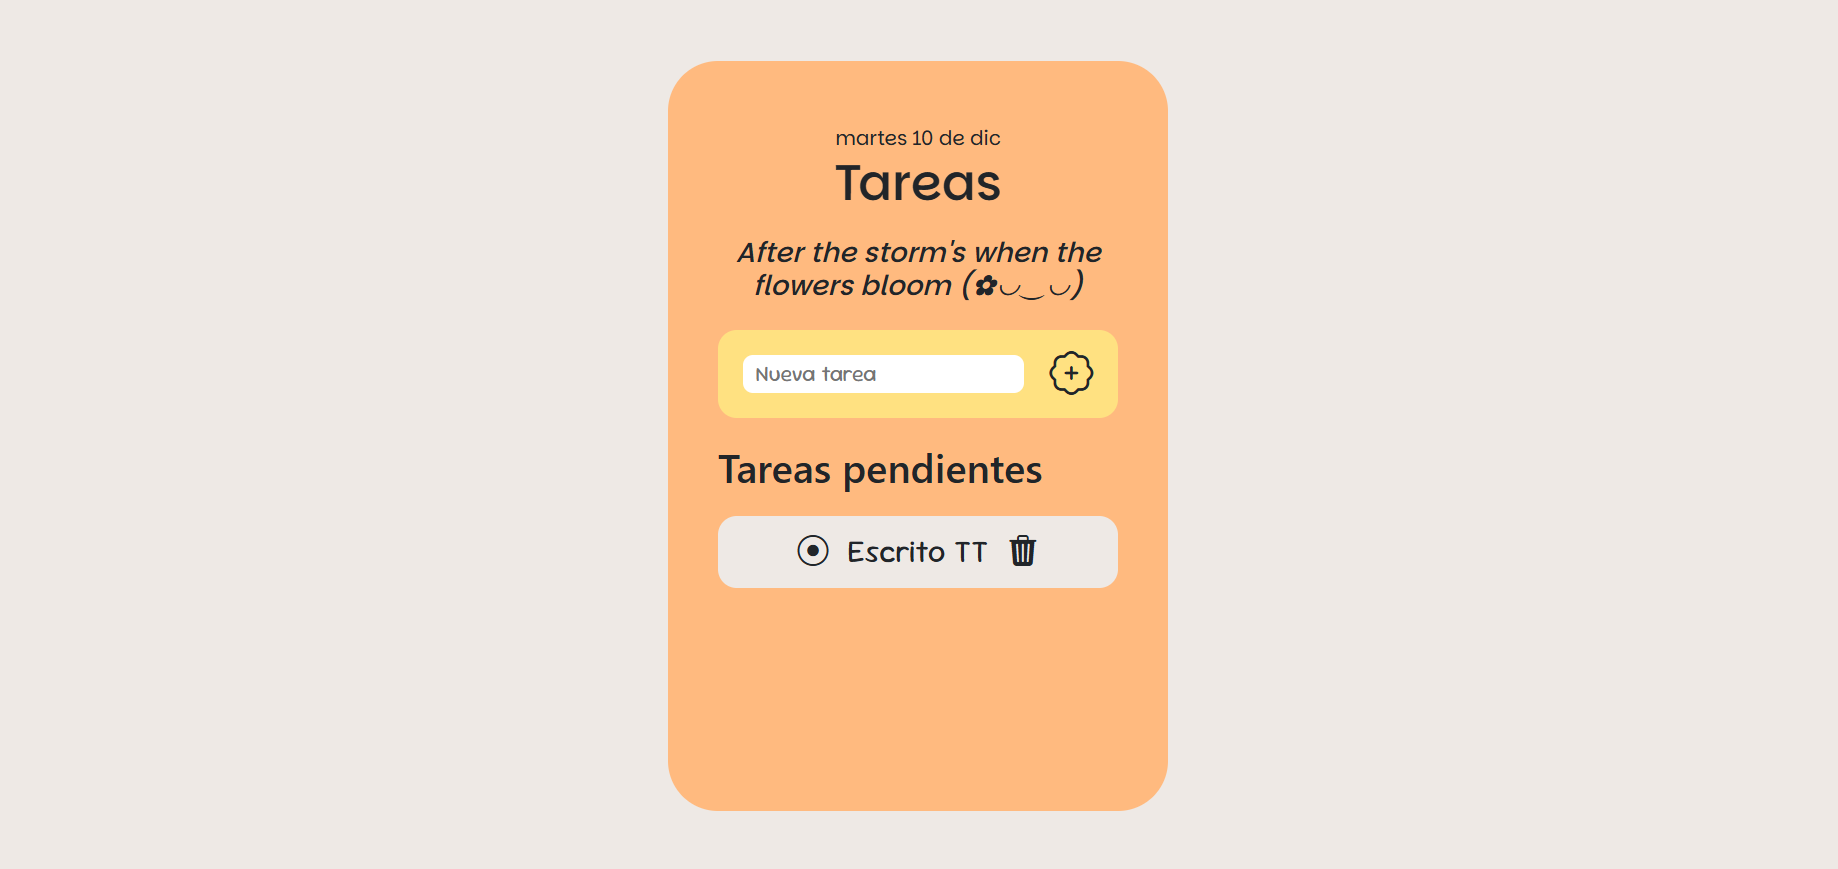 martes 10 de dic
Tareas
After the storm's when the
flowers bloom (✿◡‿◡)
Nueva tarea
Tareas pendientes
Escrito TT